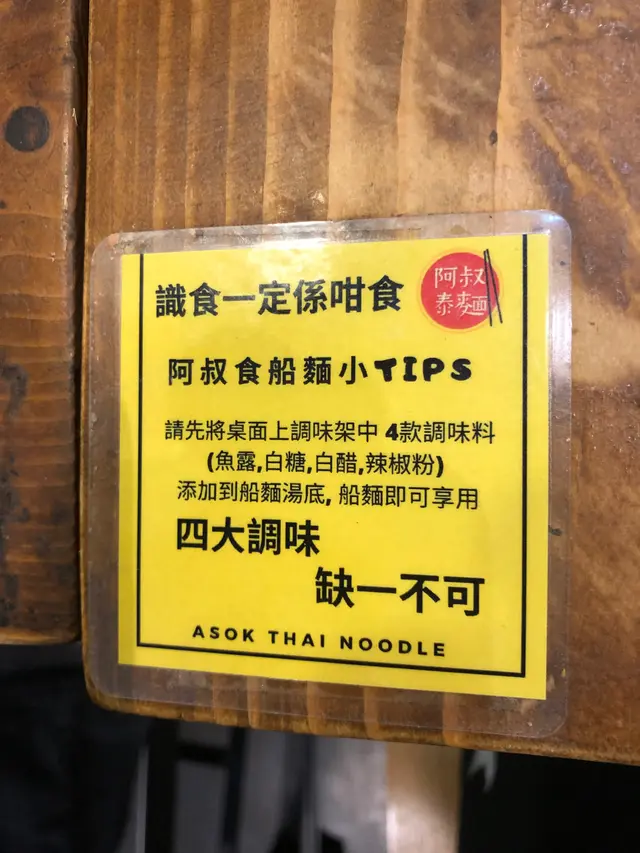 識食一定係咁食
阿叔
泰麵
阿叔食船麵小TIPS
請先將桌面上調味架中 4款調味料
(魚露,白糖,白醋,辣椒粉)
添加到船麵湯底, 船麵即可享用
四大調味
缺一不可
ASOK THAI NOODLE